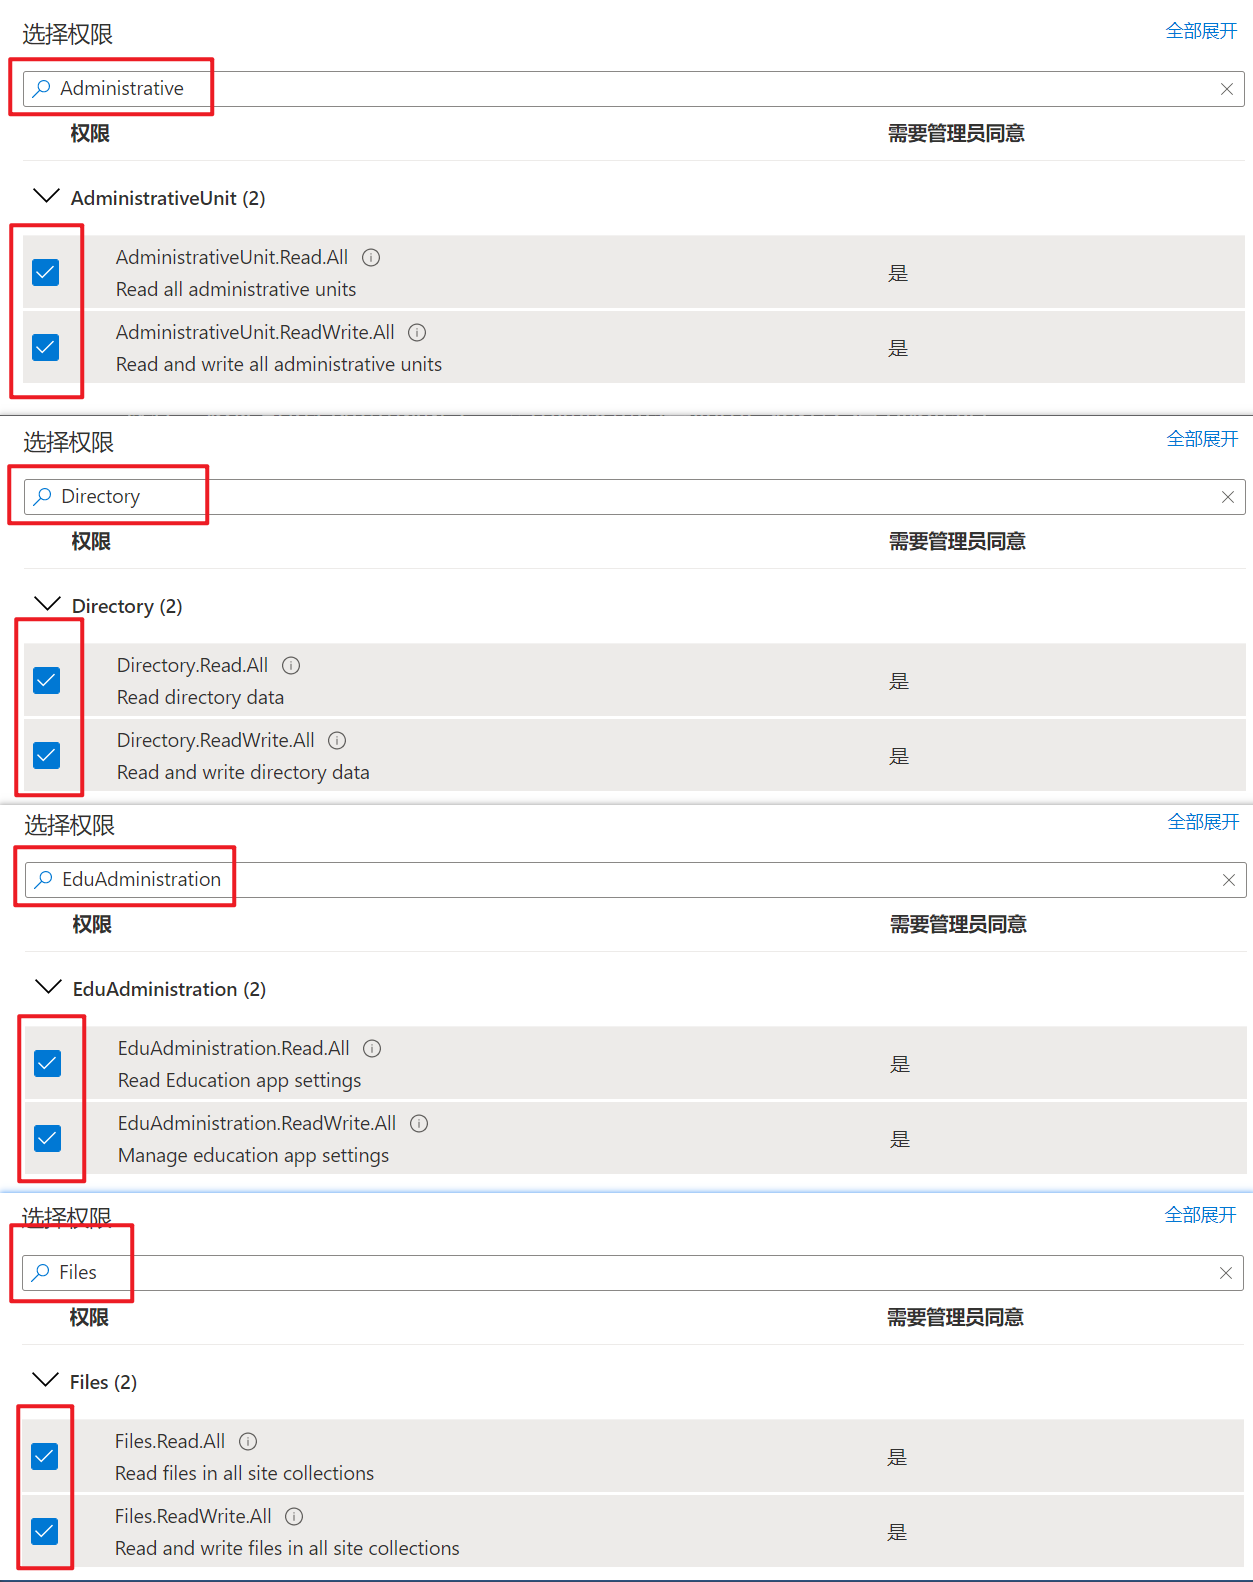 选择权限
全部展开
Administrative
权限
需要管理员同意
AdministrativeUnit (2)
AdministrativeUnit.Read.All
Read all administrative units
是
AdministrativeUnit.ReadWrite.All
Read and write all administrative units
是
选择权限
全部展开
Directory
权限
需要管理员同意
Directory (2)
Directory.Read.All
Read directory data
是
Directory.ReadWrite.All
Read and write directory data
是
选择权限
全部展开
EduAdministration
权限
需要管理员同意
EduAdministration (2)
EduAdministration.Read.All
Read Education app settings
是
EduAdministration.ReadWrite.All
Manage education app settings
是
选择权限
全部展开
Files
权限
需要管理员同意
Files (2)
Files.Read.All
Read files in all site collections
是
Files.ReadWrite.All
Read and write files in all site collections
是